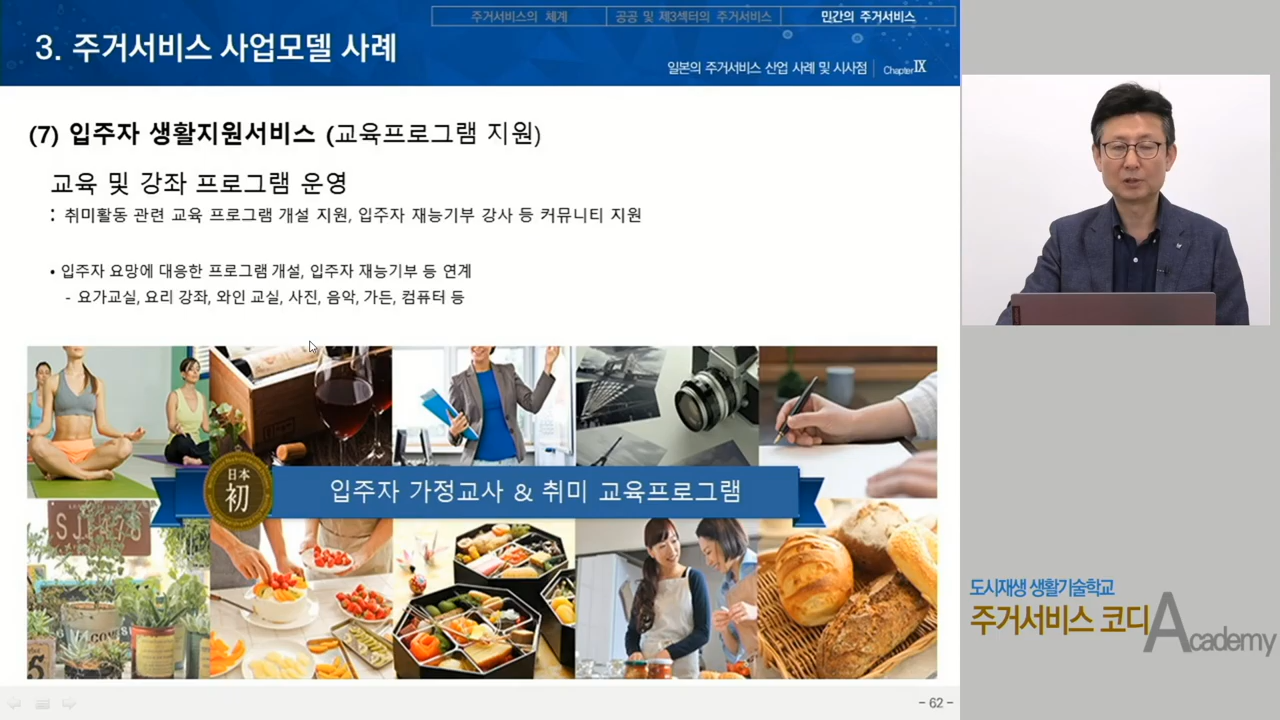 주거서비스의 체계
공공 및 제3섹터의 주거서비스
민간의 주거서비스
3. 주거서비스 사업모델 사례
일본의 주거서비스 산업 사례 및 시사점
Chapter IX
(7) 입주자 생활지원서비스 (교육프로그램 지원)
교육 및 강좌 프로그램 운영
: 취미활동 관련 교육 프로그램 개설 지원, 입주자 재능기부 강사 등 커뮤니티 지원
• 입주자 요망에 대응한 프로그램 개설, 입주자 재능기부 등 연계
- 요가교실, 요리 강좌, 와인 교실, 사진, 음악, 가든, 컴퓨터 등
日本
初
입주자 가정교사 & 취미 교육프로그램
도시재생 생활기술학교
주거서비스 코디
Academy
- 62 -